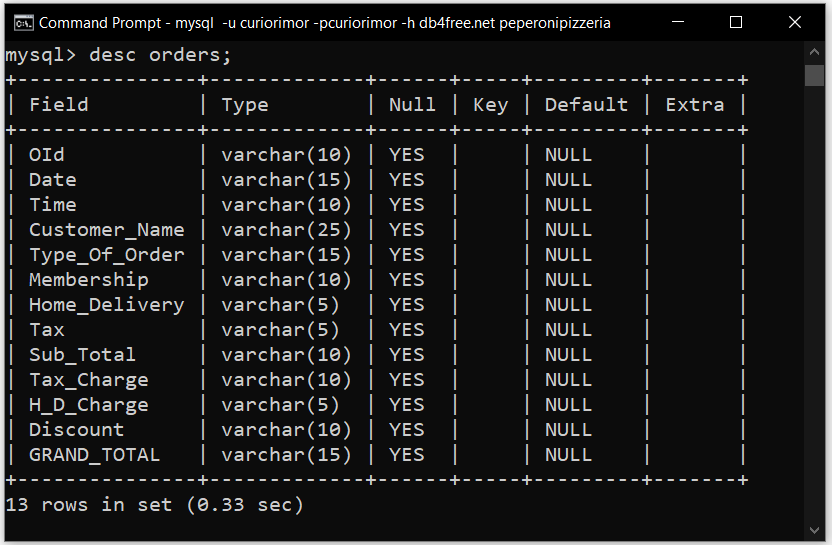 Command Prompt - mysql  -u curiorimor -pcuriorimor -h db4free.net peperonipizzeria
mysql> desc orders;
+---------------+-------------+------+-----+---------+-------+
| Field         | Type        | Null | Key | Default | Extra |
+---------------+-------------+------+-----+---------+-------+
| OId           | varchar(10) | YES  |     | NULL    |       |
| Date          | varchar(15) | YES  |     | NULL    |       |
| Time          | varchar(10) | YES  |     | NULL    |       |
| Customer_Name | varchar(25) | YES  |     | NULL    |       |
| Type_Of_Order | varchar(15) | YES  |     | NULL    |       |
| Membership    | varchar(10) | YES  |     | NULL    |       |
| Home_Delivery | varchar(5)  | YES  |     | NULL    |       |
| Tax           | varchar(5)  | YES  |     | NULL    |       |
| Sub_Total     | varchar(10) | YES  |     | NULL    |       |
| Tax_Charge    | varchar(10) | YES  |     | NULL    |       |
| H_D_Charge    | varchar(5)  | YES  |     | NULL    |       |
| Discount      | varchar(10) | YES  |     | NULL    |       |
| GRAND_TOTAL   | varchar(15) | YES  |     | NULL    |       |
+---------------+-------------+------+-----+---------+-------+
13 rows in set (0.33 sec)